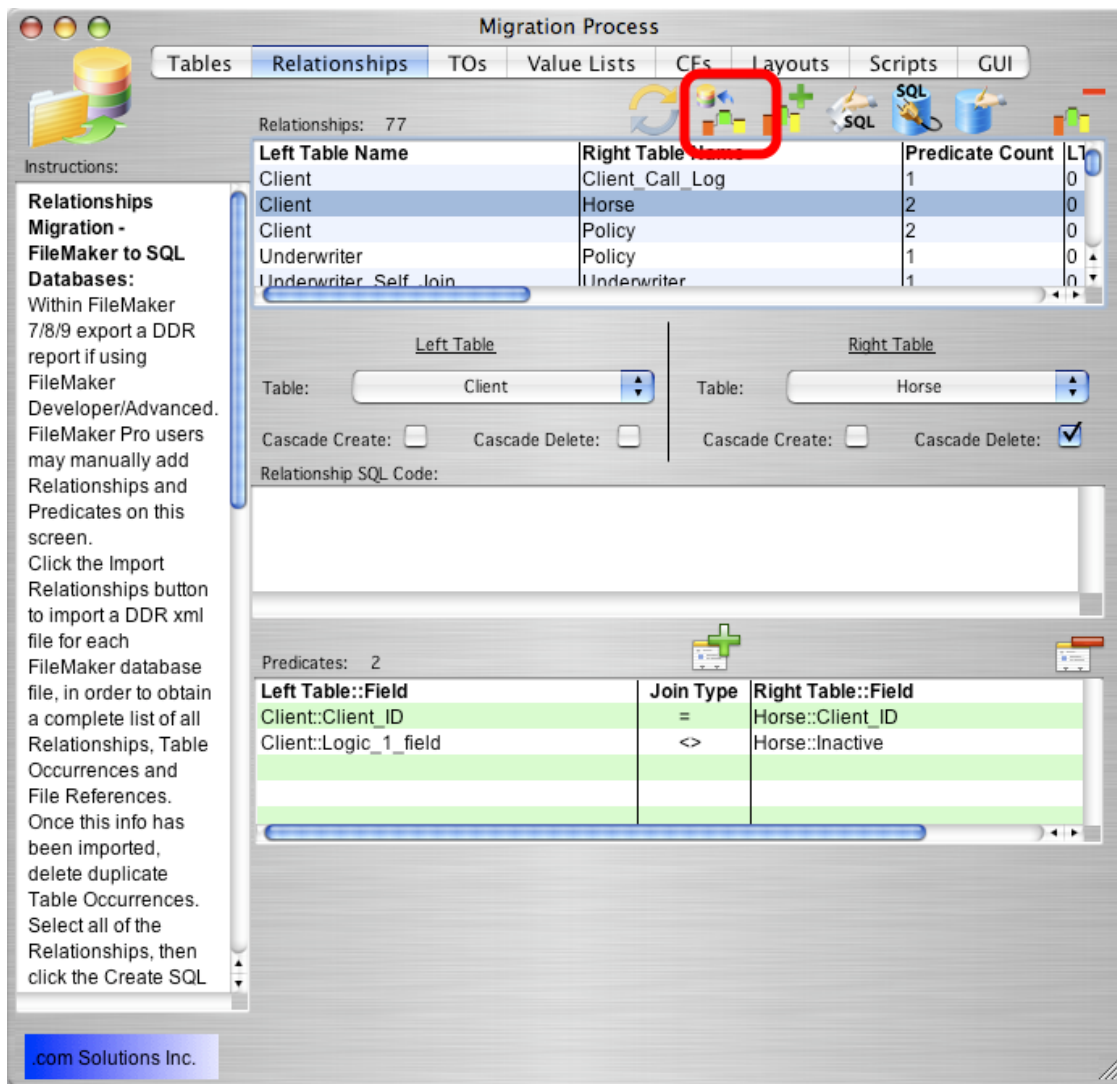 Migration Process
Tables Relationships TOs Value Lists CFs Layouts Scripts GUI
Relationships: 77
SQL SQL
Instructions:
Relationships
Migration -
FileMaker to SQL
Databases:
Within FileMaker
7/8/9 export a DDR
report if using
FileMaker
Developer/Advanced.
FileMaker Pro users
may manually add
Relationships and
Predicates on this
screen.
Click the Import
Relationships button
to import a DDR xml
file for each
FileMaker database
file, in order to obtain
a complete list of all
Relationships, Table
Occurrences and
File References.
Once this info has
been imported,
delete duplicate
Table Occurrences.
Select all of the
Relationships, then
click the Create SQL
.com Solutions Inc.
Left Table Name Right Table Name Predicate Count LT
Client Client_Call_Log 1 0
Client Horse 2 0
Client Policy 2 0
Underwriter Policy 1 0
Underwriter_Self_Join Underwriter 1 0
Left Table Right Table
Table: Client Table: Horse
Cascade Create: Cascade Delete: Cascade Create: Cascade Delete:
Relationship SQL Code:
Predicates: 2
Left Table::Field Join Type Right Table::Field
Client::Client_ID = Horse::Client_ID
Client::Logic_1_field <> Horse::Inactive